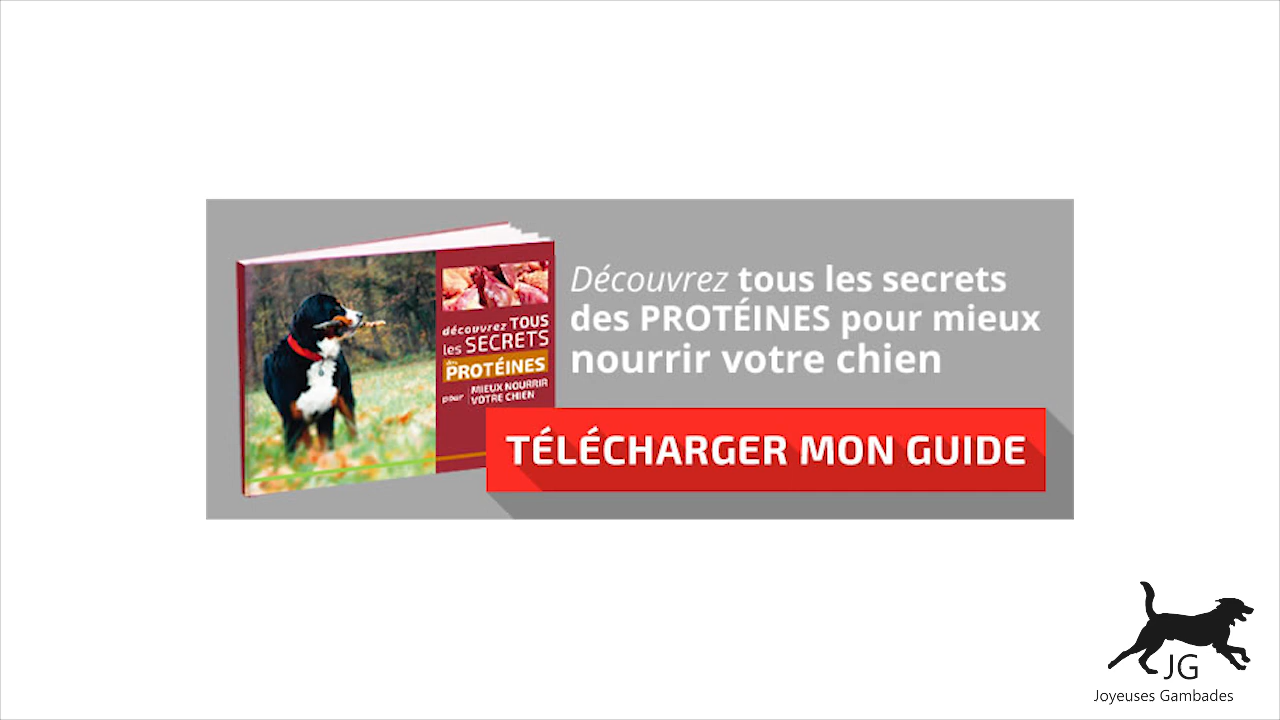 découvrez TOUS
les SECRETS
des
PROTÉINES
pour MIEUX NOURRIR
VOTRE CHIEN
Découvrez tous les secrets
des PROTÉINES pour mieux
nourrir votre chien
TÉLÉCHARGER MON GUIDE
JG
Joyeuses Gambades